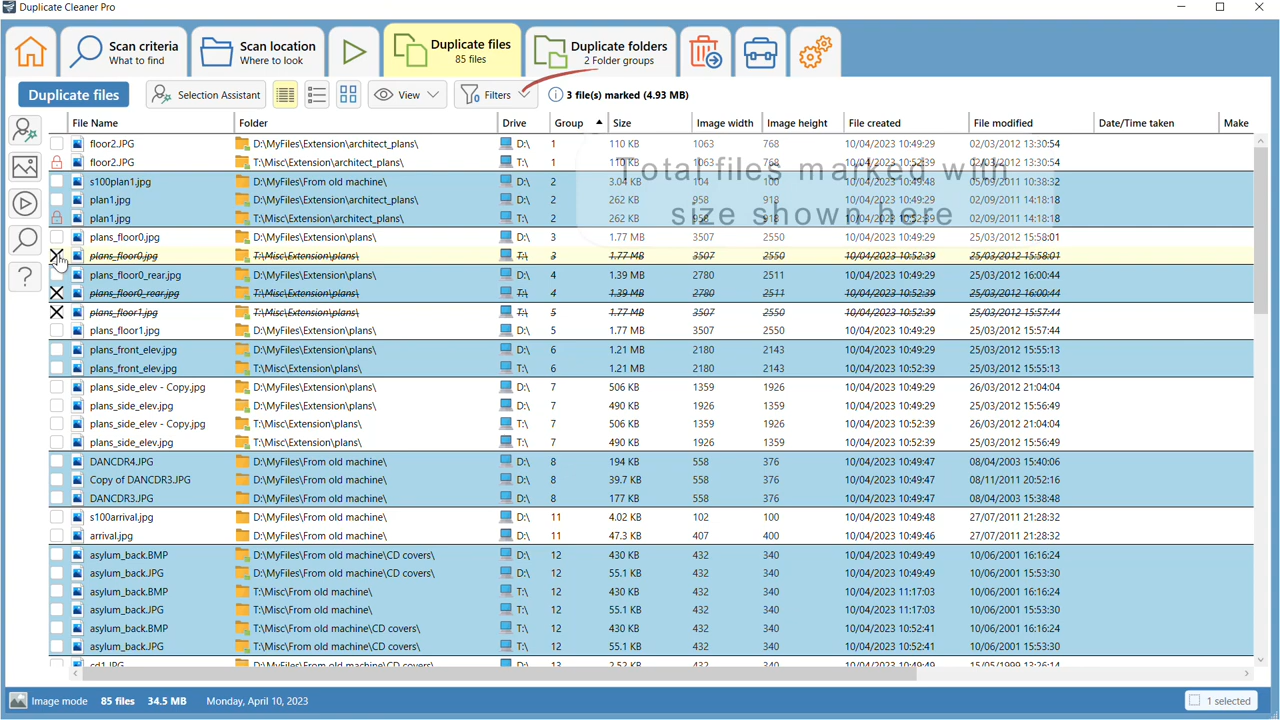 Duplicate Cleaner Pro
Scan criteria
What to find
Scan location
Where to look
Duplicate files
85 files
Duplicate folders
2 Folder groups
Duplicate files Selection Assistant View Filters 3 file(s) marked (4.93 MB)
File Name Folder Drive Group Size Image width Image height File created File modified Date/Time taken Make
floor2.JPG D:\MyFiles\Extension\architect_plans\ D:\ 1 110 KB 1063 768 10/04/2023 10:49:29 02/03/2012 13:30:54
floor2.JPG T:\Misc\Extension\architect_plans\ T:\ 1 110 KB 1063 768 10/04/2023 10:52:39 02/03/2012 13:30:54
Total files marked with
size shown here
s100plan1.jpg D:\MyFiles\From old machine\ D:\ 2 3.04 KB 104 100 10/04/2023 10:49:48 05/11/2011 10:38:32
plan1.jpg D:\MyFiles\Extension\architect_plans\ D:\ 2 262 KB 958 918 10/04/2023 10:49:29 02/09/2011 14:18:18
plan1.jpg T:\Misc\Extension\architect_plans\ T:\ 2 262 KB 958 918 10/04/2023 10:52:39 02/09/2011 14:18:18
plans_floor0.jpg D:\MyFiles\Extension\plans\ D:\ 3 1.77 MB 3507 2550 10/04/2023 10:49:29 25/03/2012 15:58:01
plans_floor0.jpg T:\Misc\Extension\plans\ T:\ 3 1.77 MB 3507 2550 10/04/2023 10:52:39 25/03/2012 15:58:01
plans_floor0_rear.jpg D:\MyFiles\Extension\plans\ D:\ 4 1.39 MB 2780 2511 10/04/2023 10:49:29 25/03/2012 16:00:44
plans_floor0_rear.jpg T:\Misc\Extension\plans\ T:\ 4 1.39 MB 2780 2511 10/04/2023 10:52:39 25/03/2012 16:00:44
plans_floor1.jpg T:\Misc\Extension\plans\ T:\ 5 1.77 MB 3507 2550 10/04/2023 10:52:39 25/03/2012 15:57:44
plans_floor1.jpg D:\MyFiles\Extension\plans\ D:\ 5 1.77 MB 3507 2550 10/04/2023 10:49:29 25/03/2012 15:57:44
plans_front_elev.jpg D:\MyFiles\Extension\plans\ D:\ 6 1.21 MB 2180 2143 10/04/2023 10:49:29 25/03/2012 15:55:13
plans_front_elev.jpg T:\Misc\Extension\plans\ T:\ 6 1.21 MB 2180 2143 10/04/2023 10:52:39 25/03/2012 15:55:13
plans_side_elev - Copy.jpg D:\MyFiles\Extension\plans\ D:\ 7 506 KB 1359 1926 10/04/2023 10:49:29 26/03/2012 21:04:04
plans_side_elev.jpg D:\MyFiles\Extension\plans\ D:\ 7 490 KB 1926 1359 10/04/2023 10:49:29 25/03/2012 15:56:49
plans_side_elev - Copy.jpg T:\Misc\Extension\plans\ T:\ 7 506 KB 1359 1926 10/04/2023 10:52:39 26/03/2012 21:04:04
plans_side_elev.jpg T:\Misc\Extension\plans\ T:\ 7 490 KB 1926 1359 10/04/2023 10:52:39 25/03/2012 15:56:49
DANCDR4.JPG D:\MyFiles\From old machine\ D:\ 8 194 KB 558 376 10/04/2023 10:49:47 08/04/2003 15:40:06
Copy of DANCDR3.JPG D:\MyFiles\From old machine\ D:\ 8 39.7 KB 558 376 10/04/2023 10:49:47 08/11/2011 20:52:16
DANCDR3.JPG D:\MyFiles\From old machine\ D:\ 8 177 KB 558 376 10/04/2023 10:49:47 08/04/2003 15:38:48
s100arrival.jpg D:\MyFiles\From old machine\ D:\ 11 4.02 KB 102 100 10/04/2023 10:49:48 27/07/2011 21:28:32
arrival.jpg D:\MyFiles\From old machine\ D:\ 11 47.3 KB 407 400 10/04/2023 10:49:46 27/07/2011 21:28:32
asylum_back.BMP D:\MyFiles\From old machine\CD covers\ D:\ 12 430 KB 432 340 10/04/2023 10:49:49 10/06/2001 16:16:24
asylum_back.JPG D:\MyFiles\From old machine\CD covers\ D:\ 12 55.1 KB 432 340 10/04/2023 10:49:49 10/06/2001 15:53:30
asylum_back.BMP T:\Misc\From old machine\ D:\ 12 430 KB 432 340 10/04/2023 11:17:03 10/06/2001 16:16:24
asylum_back.JPG T:\Misc\From old machine\ D:\ 12 55.1 KB 432 340 10/04/2023 11:17:03 10/06/2001 15:53:30
asylum_back.BMP T:\Misc\From old machine\CD covers\ T:\ 12 430 KB 432 340 10/04/2023 10:52:41 10/06/2001 16:16:24
asylum_back.JPG T:\Misc\From old machine\CD covers\ T:\ 12 55.1 KB 432 340 10/04/2023 10:52:41 10/06/2001 15:53:30
cd1.JPG D:\MyFiles\From old machine\CD covers\ D:\ 13 2.52 KB 132 100 10/04/2023 10:49:49 15/05/1999 13:26:14
Image mode 85 files 34.5 MB Monday, April 10, 2023 1 selected